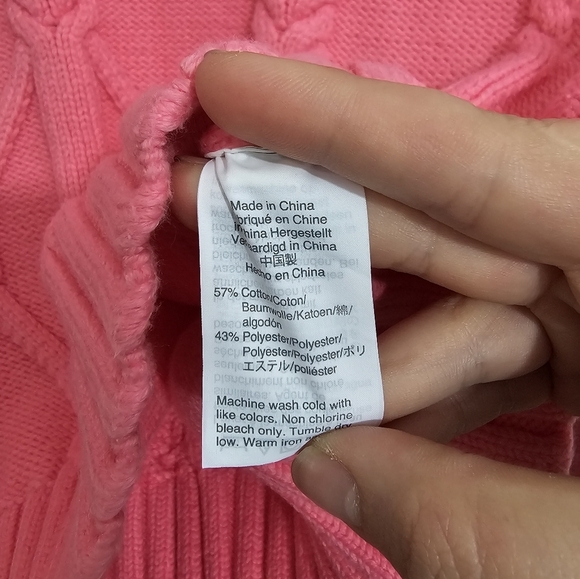 Made in China
briqué en Chine
China Hergestellt
Vervaardigd in China
中国製
Hecho en China
57% Cotton/Coton/
Baumwolle/Katoen/綿/
algodón
43% Polyester/Polyester/
Polyester/Polyester/ポリ
エステル/poliéster
Machine wash cold with
like colors. Non chlorine
bleach only. Tumble dry
low. Warm iron